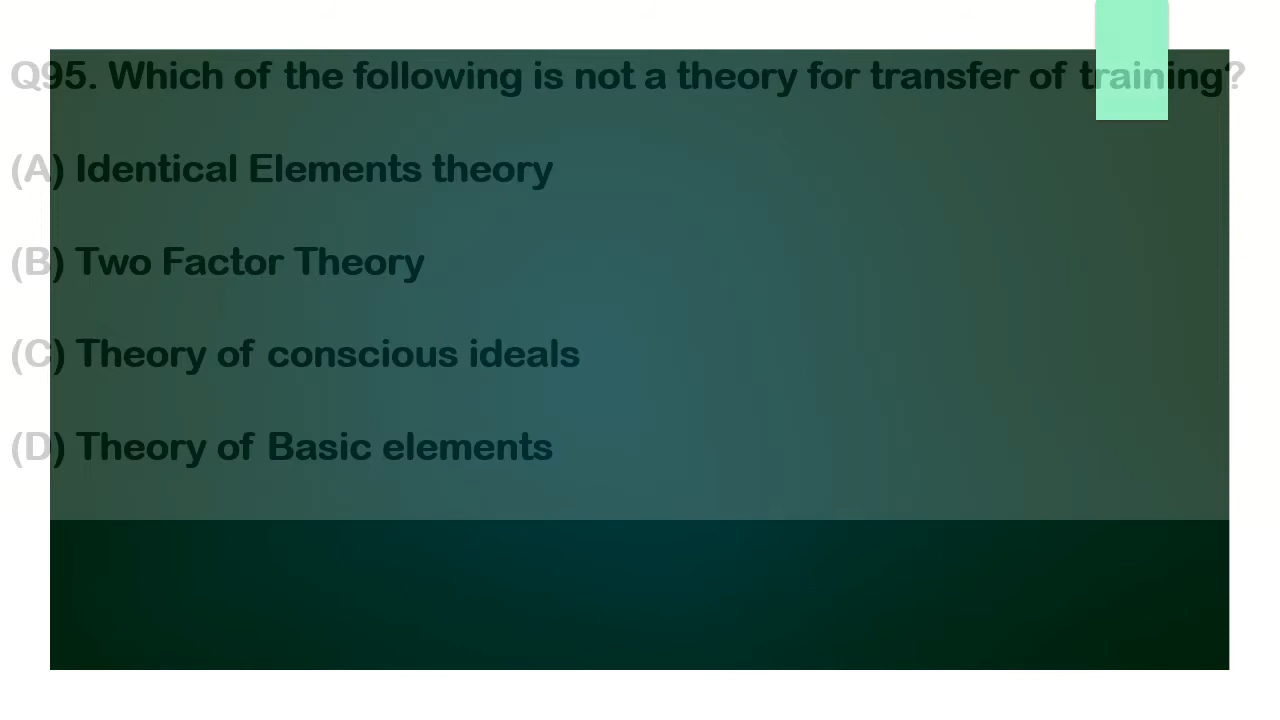 Q95. Which of the following is not a theory for transfer of training?
(A) Identical Elements theory
(B) Two Factor Theory
(C) Theory of conscious ideals
(D) Theory of Basic elements